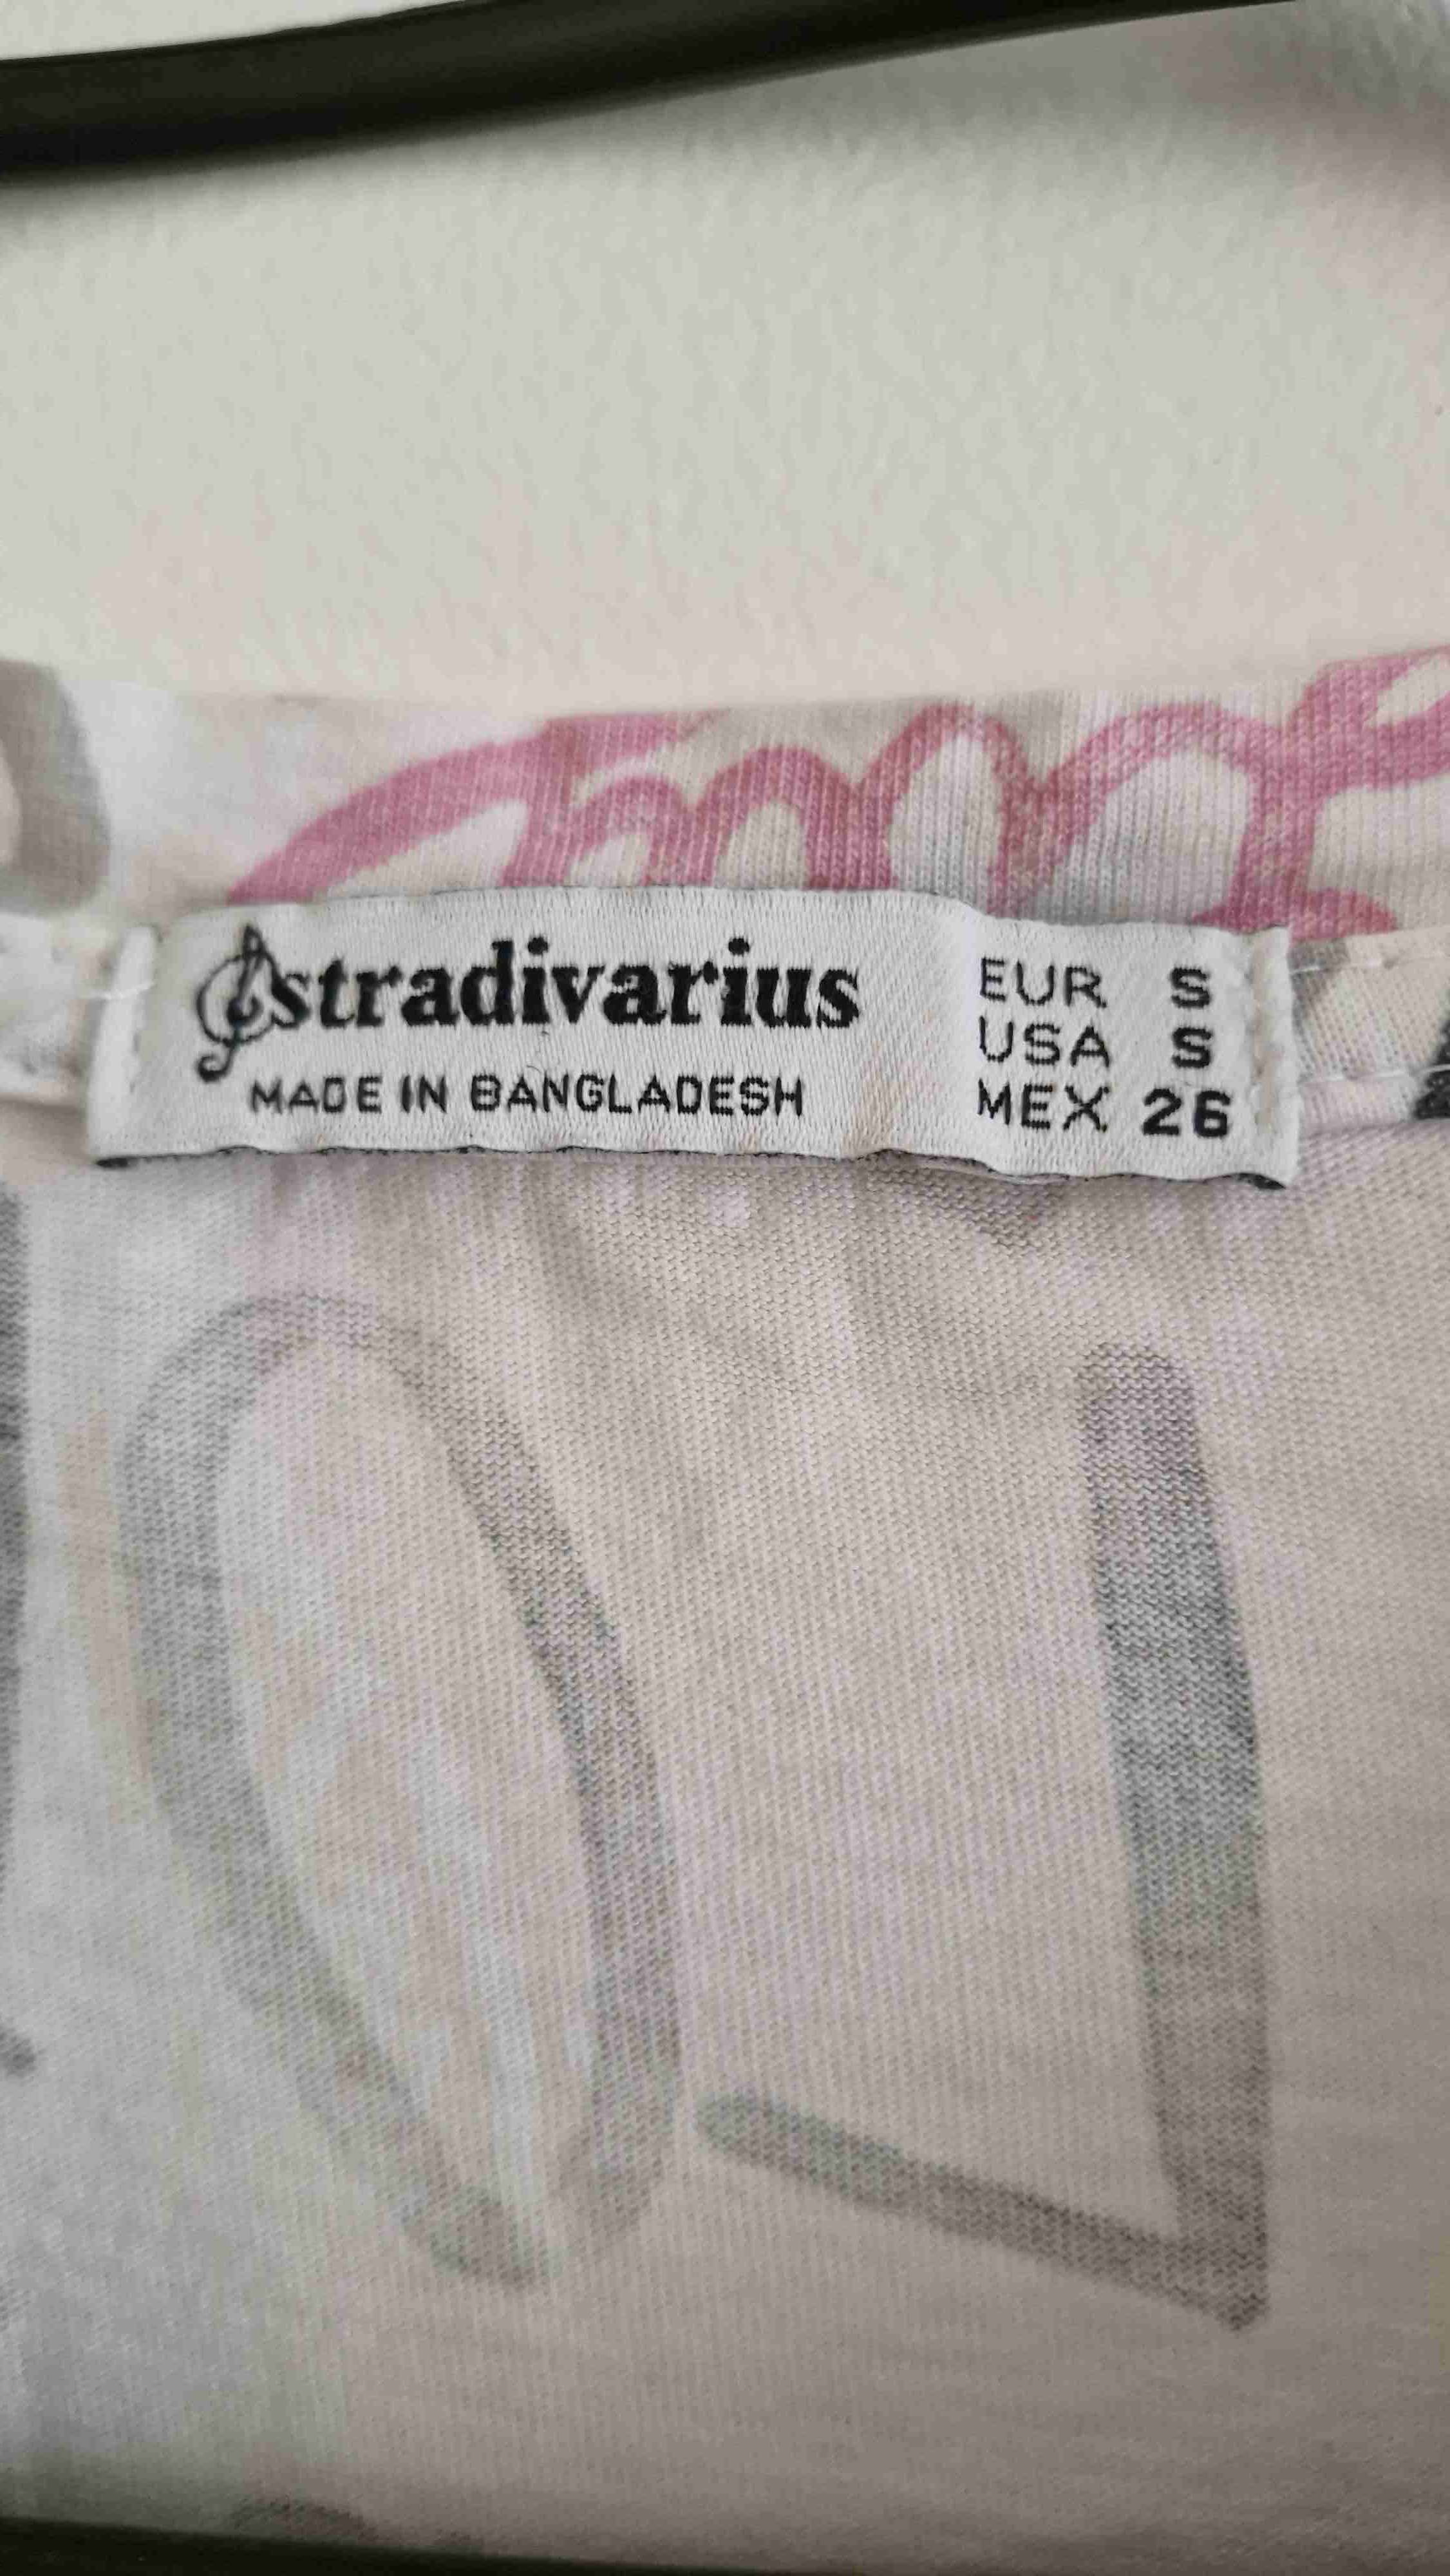 stradivarius
MADE IN BANGLADESH
EUR S
USA S
MEX 26